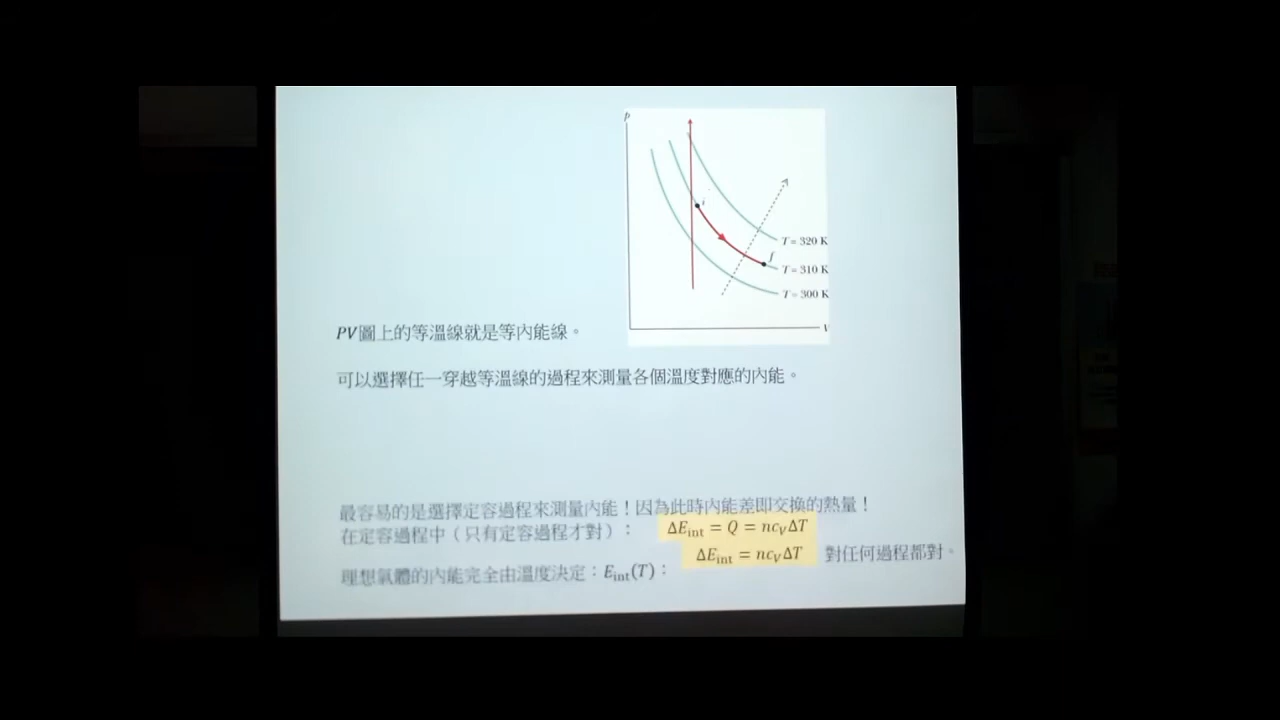 p
i
f
T = 320 K
T = 310 K
T = 300 K
V
PV圖上的等溫線就是等內能線。
可以選擇任一穿越等溫線的過程來測量各個溫度對應的內能。
最容易的是選擇定容過程來測量內能！因為此時內能差即交換的熱量！
在定容過程中（只有定容過程才對）： ΔE_int = Q = nc_VΔT
ΔE_int = nc_VΔT 對任何過程都對。
理想氣體的內能完全由溫度決定：E_int(T)：